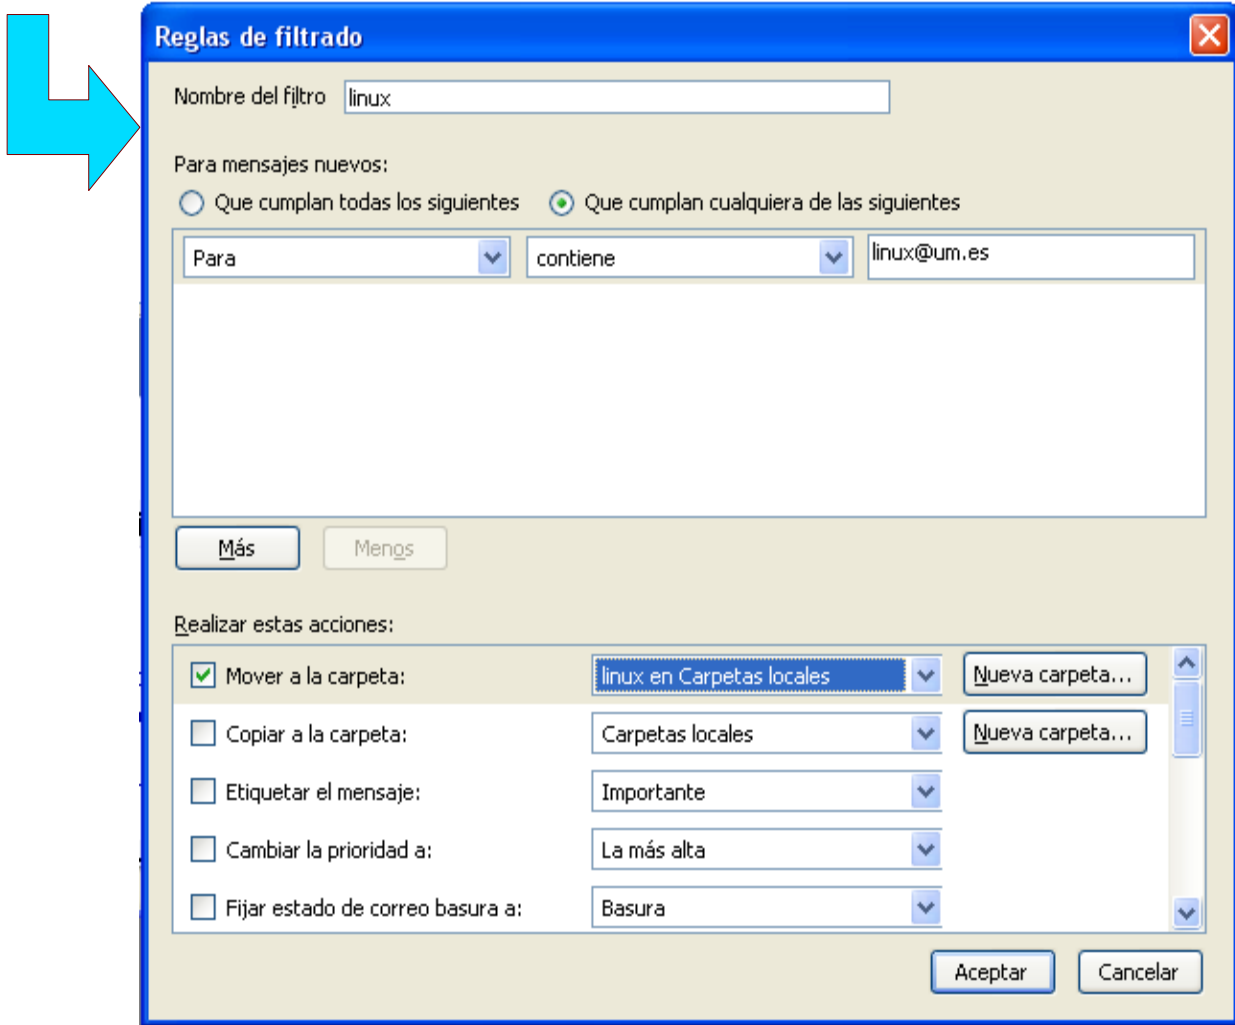 Reglas de filtrado
Nombre del filtro linux
Para mensajes nuevos:
Que cumplan todas los siguientes Que cumplan cualquiera de las siguientes
Para contiene linux@um.es
Más Menos
Realizar estas acciones:
Mover a la carpeta: linux en Carpetas locales Nueva carpeta...
Copiar a la carpeta: Carpetas locales Nueva carpeta...
Etiquetar el mensaje: Importante
Cambiar la prioridad a: La más alta
Fijar estado de correo basura a: Basura
Aceptar Cancelar